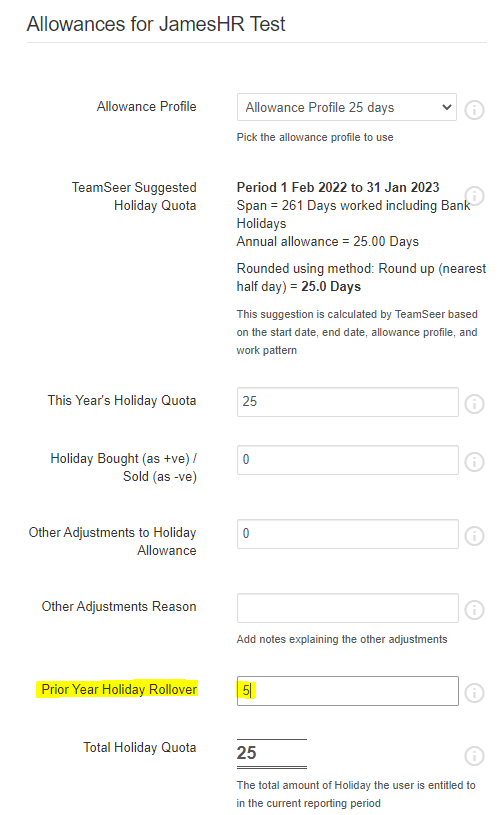 Allowances for JamesHR Test
Allowance Profile
Allowance Profile 25 days
Pick the allowance profile to use
TeamSeer Suggested
Holiday Quota
Period 1 Feb 2022 to 31 Jan 2023
Span = 261 Days worked including Bank
Holidays
Annual allowance = 25.00 Days
Rounded using method: Round up (nearest
half day) = 25.0 Days
This suggestion is calculated by TeamSeer based
on the start date, end date, allowance profile, and
work pattern
This Year's Holiday Quota
25
Holiday Bought (as +ve) /
Sold (as -ve)
0
Other Adjustments to Holiday
Allowance
0
Other Adjustments Reason
Add notes explaining the other adjustments
Prior Year Holiday Rollover
5
Total Holiday Quota
25
The total amount of Holiday the user is entitled to
in the current reporting period